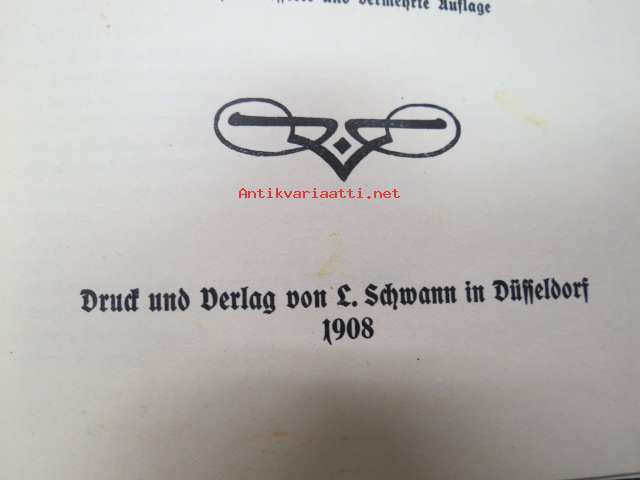 und vermehrte Auflage
Antikvariaatti.net
Druck und Verlag von L. Schwann in Düsseldorf
1908